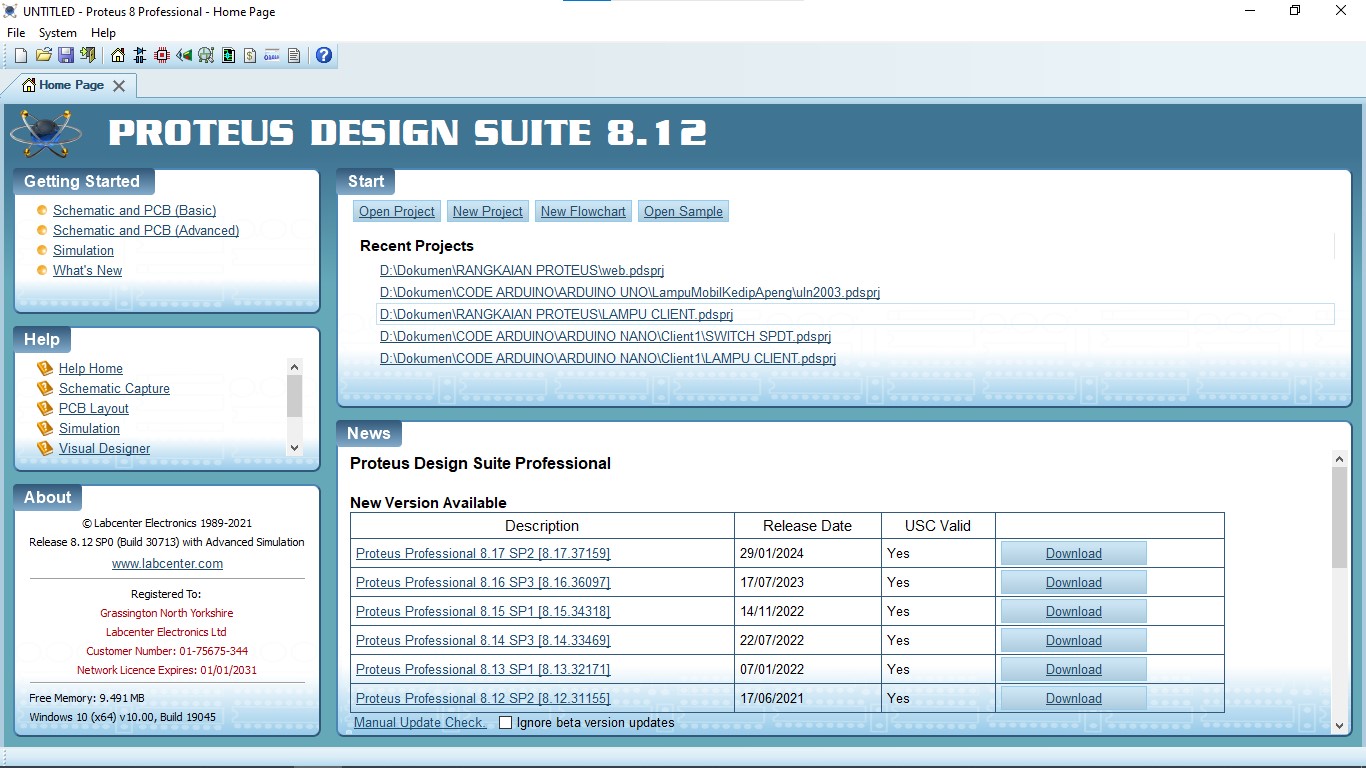 UNTITLED - Proteus 8 Professional - Home Page
File System Help
Home Page
PROTEUS DESIGN SUITE 8.12
Getting Started
Schematic and PCB (Basic)
Schematic and PCB (Advanced)
Simulation
What's New
Help
Help Home
Schematic Capture
PCB Layout
Simulation
Visual Designer
About
© Labcenter Electronics 1989-2021
Release 8.12 SP0 (Build 30713) with Advanced Simulation
www.labcenter.com
Registered To:
Grassington North Yorkshire
Labcenter Electronics Ltd
Customer Number: 01-75675-344
Network Licence Expires: 01/01/2031
Free Memory: 9.491 MB
Windows 10 (x64) v10.00, Build 19045
Start
Open Project New Project New Flowchart Open Sample
Recent Projects
D:\Dokumen\RANGKAIAN PROTEUS\web.pdsprj
D:\Dokumen\CODE ARDUINO\ARDUINO UNO\LampuMobilKedipApeng\uln2003.pdsprj
D:\Dokumen\RANGKAIAN PROTEUS\LAMPU CLIENT.pdsprj
D:\Dokumen\CODE ARDUINO\ARDUINO NANO\Client1\SWITCH SPDT.pdsprj
D:\Dokumen\CODE ARDUINO\ARDUINO NANO\Client1\LAMPU CLIENT.pdsprj
News
Proteus Design Suite Professional
New Version Available
Description Release Date USC Valid
Proteus Professional 8.17 SP2 [8.17.37159] 29/01/2024 Yes Download
Proteus Professional 8.16 SP3 [8.16.36097] 17/07/2023 Yes Download
Proteus Professional 8.15 SP1 [8.15.34318] 14/11/2022 Yes Download
Proteus Professional 8.14 SP3 [8.14.33469] 22/07/2022 Yes Download
Proteus Professional 8.13 SP1 [8.13.32171] 07/01/2022 Yes Download
Proteus Professional 8.12 SP2 [8.12.31155] 17/06/2021 Yes Download
Manual Update Check. Ignore beta version updates